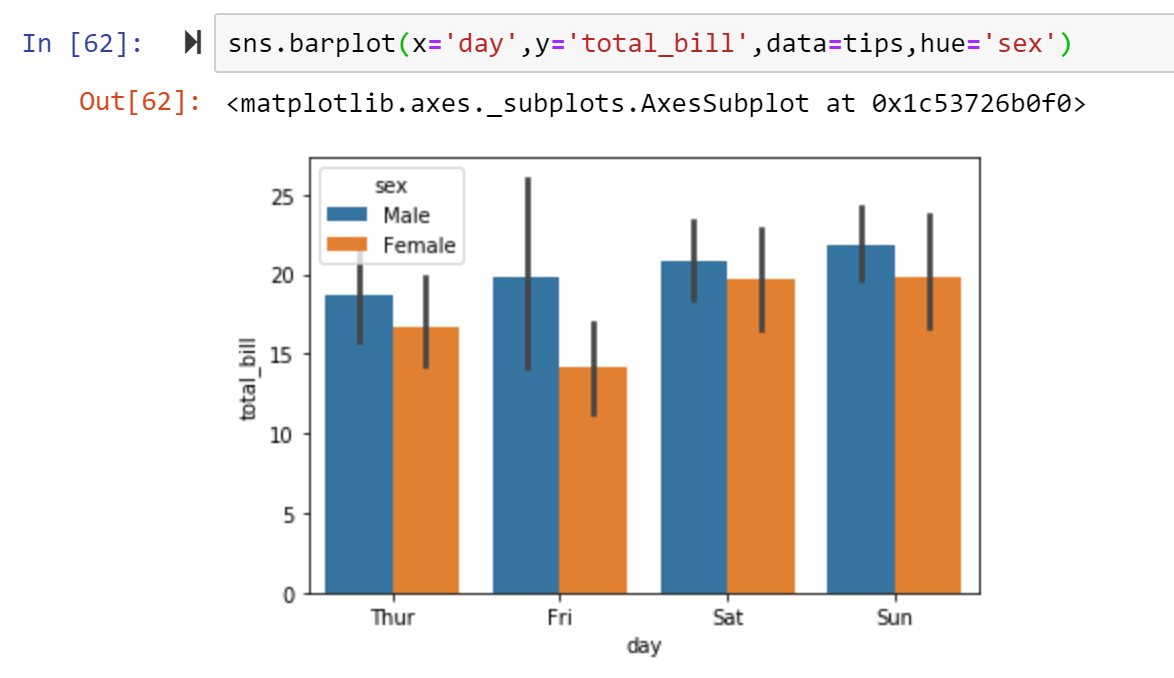 In [62]: sns.barplot(x='day',y='total_bill',data=tips,hue='sex')
Out[62]: <matplotlib.axes._subplots.AxesSubplot at 0x1c53726b0f0>
sex
Male
Female
25
20
15
10
5
0
total_bill
Thur Fri Sat Sun
day